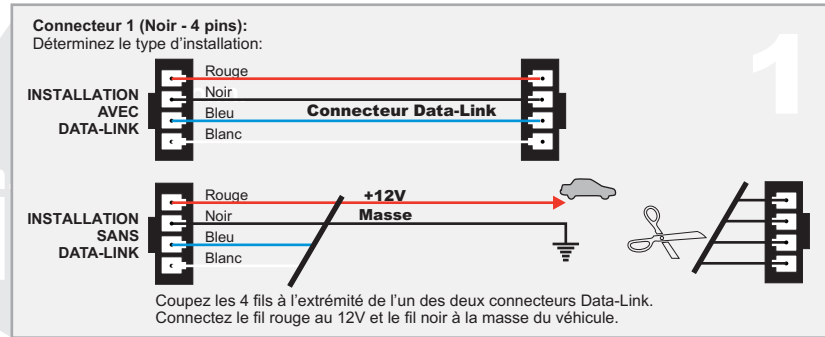 Connecteur 1 (Noir - 4 pins):
Déterminez le type d'installation:
1
INSTALLATION
AVEC
DATA-LINK
Rouge
Noir
Bleu
Blanc
Connecteur Data-Link
INSTALLATION
SANS
DATA-LINK
Rouge
Noir
Bleu
Blanc
+12V
Masse
Coupez les 4 fils à l'extrémité de l'un des deux connecteurs Data-Link.
Connectez le fil rouge au 12V et le fil noir à la masse du véhicule.